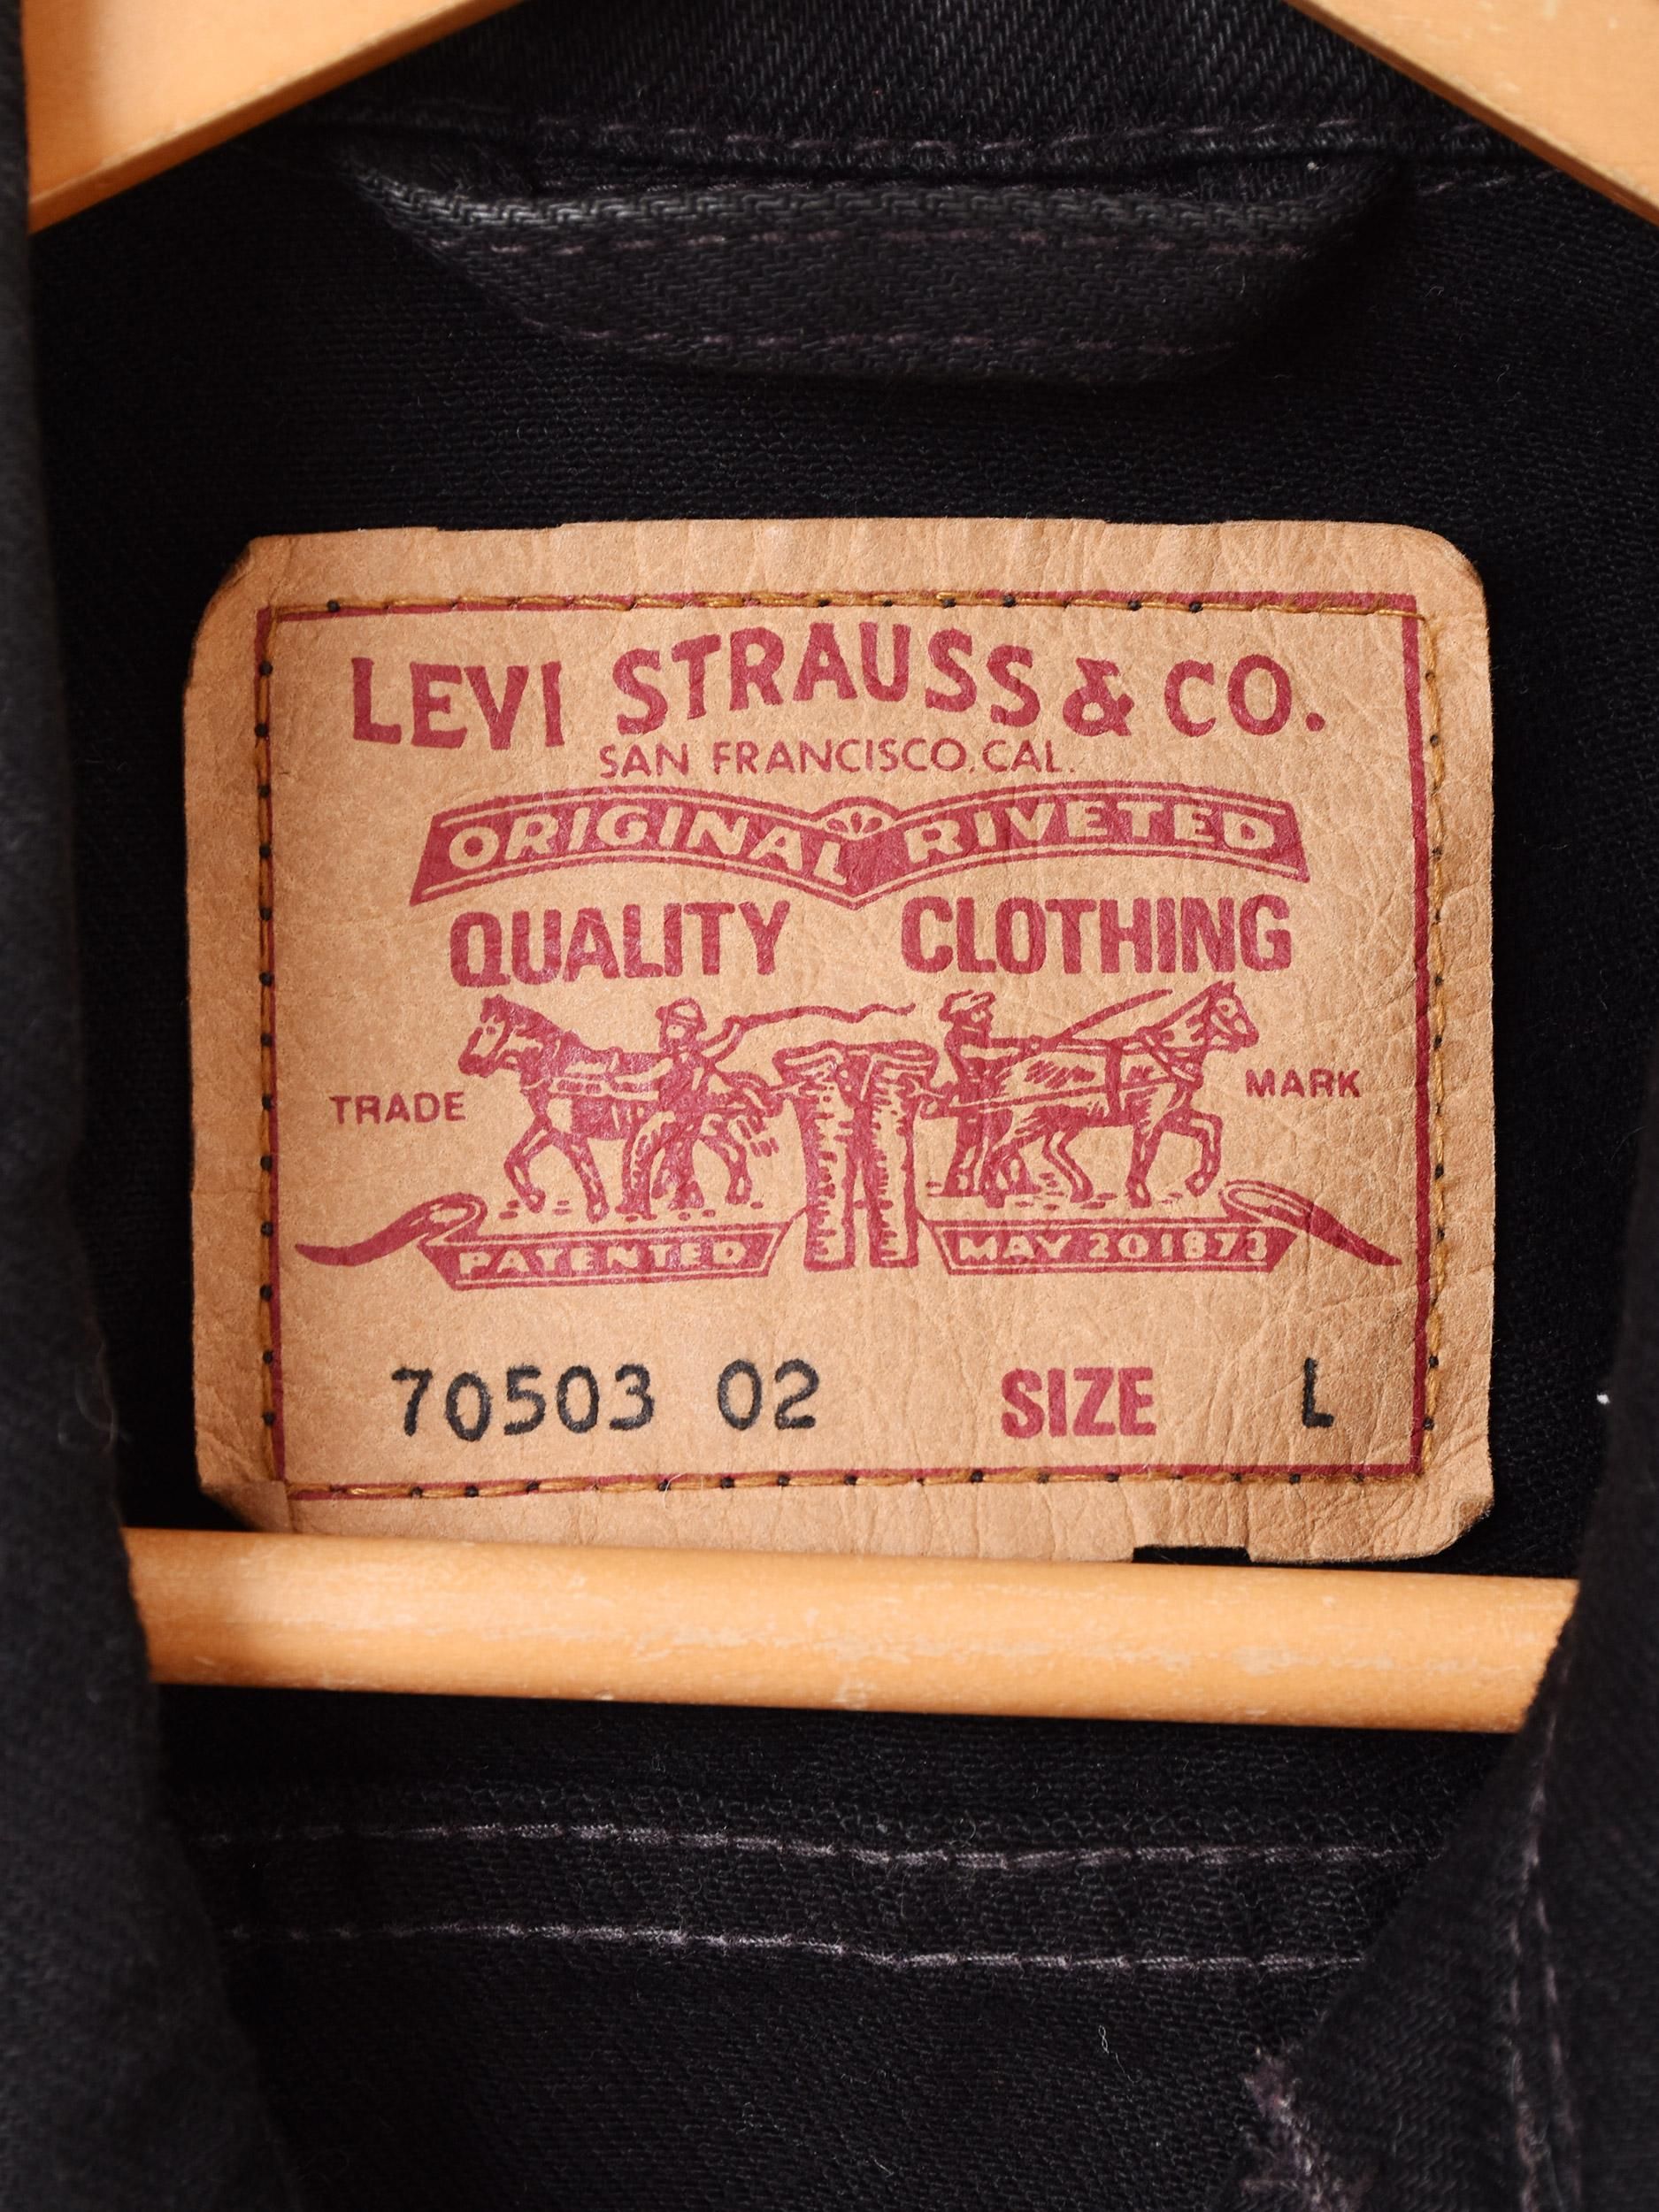 LEVI STRAUSS & CO.
SAN FRANCISCO, CAL.
ORIGINAL RIVETED
QUALITY CLOTHING
TRADE MARK
PATENTED MAY 20 1873
70503 02 SIZE L